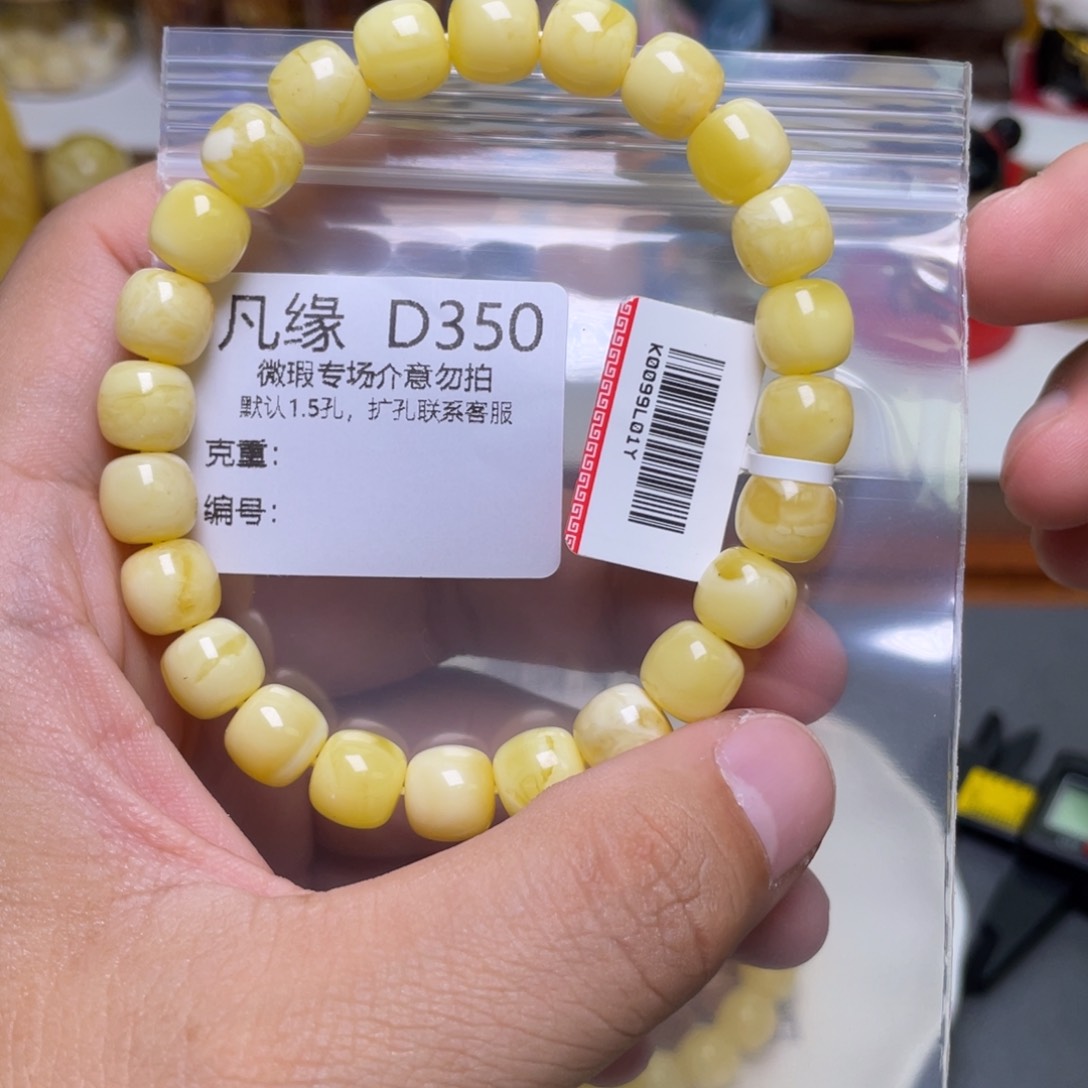 凡缘 D350
微瑕专场介意勿拍
默认1.5孔，扩孔联系客服
克重：
编号：
K0099L01Y